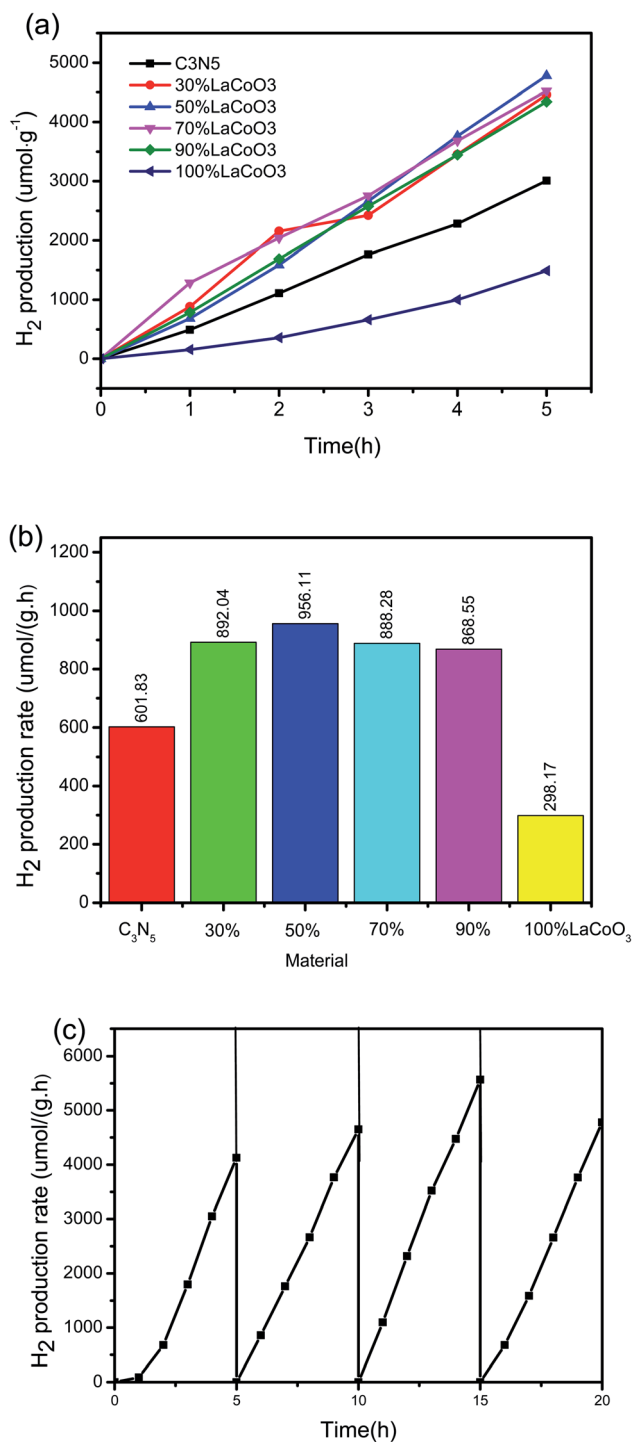 (a)
C3N5
30%LaCoO3
50%LaCoO3
70%LaCoO3
90%LaCoO3
100%LaCoO3
H2 production (umol·g-1)
5000
4000
3000
2000
1000
0
0 1 2 3 4 5
Time(h)
(b)
H2 production rate (umol/(g.h)
1200
1000
800
600
400
200
0
601.83
892.04
956.11
888.28
868.55
298.17
C3N5 30% 50% 70% 90% 100%LaCoO3
Material
(c)
H2 production rate (umol/(g.h)
6000
5000
4000
3000
2000
1000
0
0 5 10 15 20
Time(h)